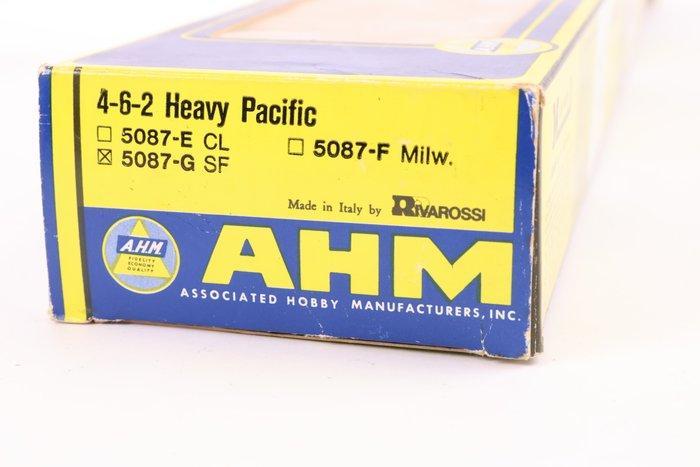 4-6-2 Heavy Pacific
☐ 5087-E CL
☐ 5087-F Milw.
☒ 5087-G SF
Made in Italy by RIVAROSSI
A.H.M.
FIDELITY
ECONOMY
QUALITY
AHM
ASSOCIATED HOBBY MANUFACTURERS, INC.